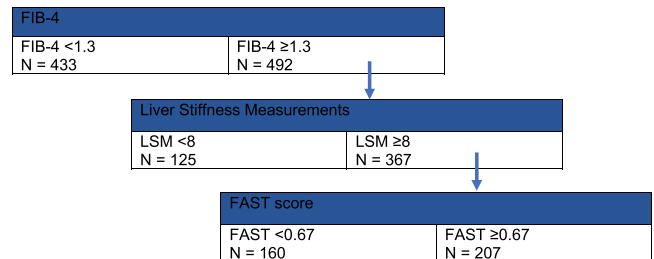 FIB-4
FIB-4 <1.3
N = 433
FIB-4 ≥1.3
N = 492
Liver Stiffness Measurements
LSM <8
N = 125
LSM ≥8
N = 367
FAST score
FAST <0.67
N = 160
FAST ≥0.67
N = 207